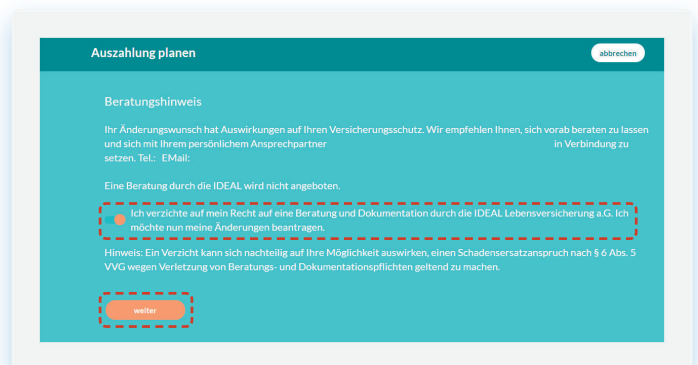 Auszahlung planen
abbrechen
Beratungshinweis
Ihr Änderungswunsch hat Auswirkungen auf Ihren Versicherungsschutz. Wir empfehlen Ihnen, sich vorab beraten zu lassen
und sich mit Ihrem persönlichem Ansprechpartner in Verbindung zu
setzen. Tel.: EMail:
Eine Beratung durch die IDEAL wird nicht angeboten.
Ich verzichte auf mein Recht auf eine Beratung und Dokumentation durch die IDEAL Lebensversicherung a.G. Ich
möchte nun meine Änderungen beantragen.
Hinweis: Ein Verzicht kann sich nachteilig auf Ihre Möglichkeit auswirken, einen Schadensersatzanspruch nach § 6 Abs. 5
VVG wegen Verletzung von Beratungs- und Dokumentationspflichten geltend zu machen.
weiter